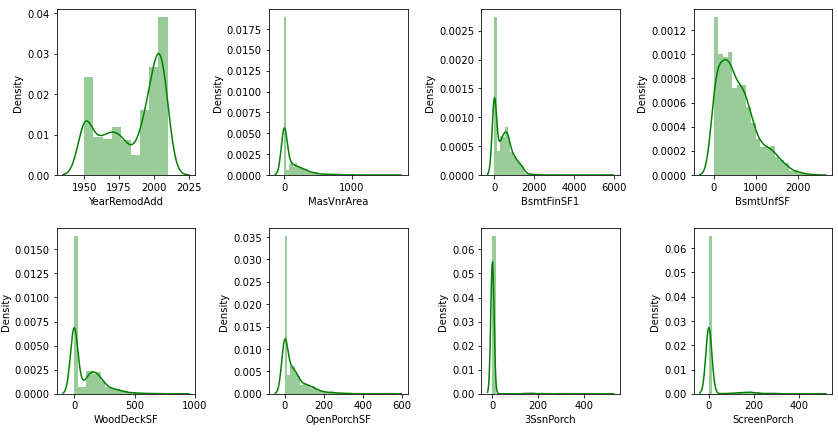 0.04
0.03
0.02
0.01
0.00
Density
1950 1975 2000 2025
YearRemodAdd
0.0175
0.0150
0.0125
0.0100
0.0075
0.0050
0.0025
0.0000
Density
0 1000
MasVnrArea
0.0025
0.0020
0.0015
0.0010
0.0005
0.0000
Density
0 2000 4000 6000
BsmtFinSF1
0.0012
0.0010
0.0008
0.0006
0.0004
0.0002
0.0000
Density
0 1000 2000
BsmtUnfSF
0.0150
0.0125
0.0100
0.0075
0.0050
0.0025
0.0000
Density
0 500 1000
WoodDeckSF
0.035
0.030
0.025
0.020
0.015
0.010
0.005
0.000
Density
0 200 400 600
OpenPorchSF
0.06
0.05
0.04
0.03
0.02
0.01
0.00
Density
0 200 400
3SsnPorch
0.06
0.05
0.04
0.03
0.02
0.01
0.00
Density
0 200 400
ScreenPorch